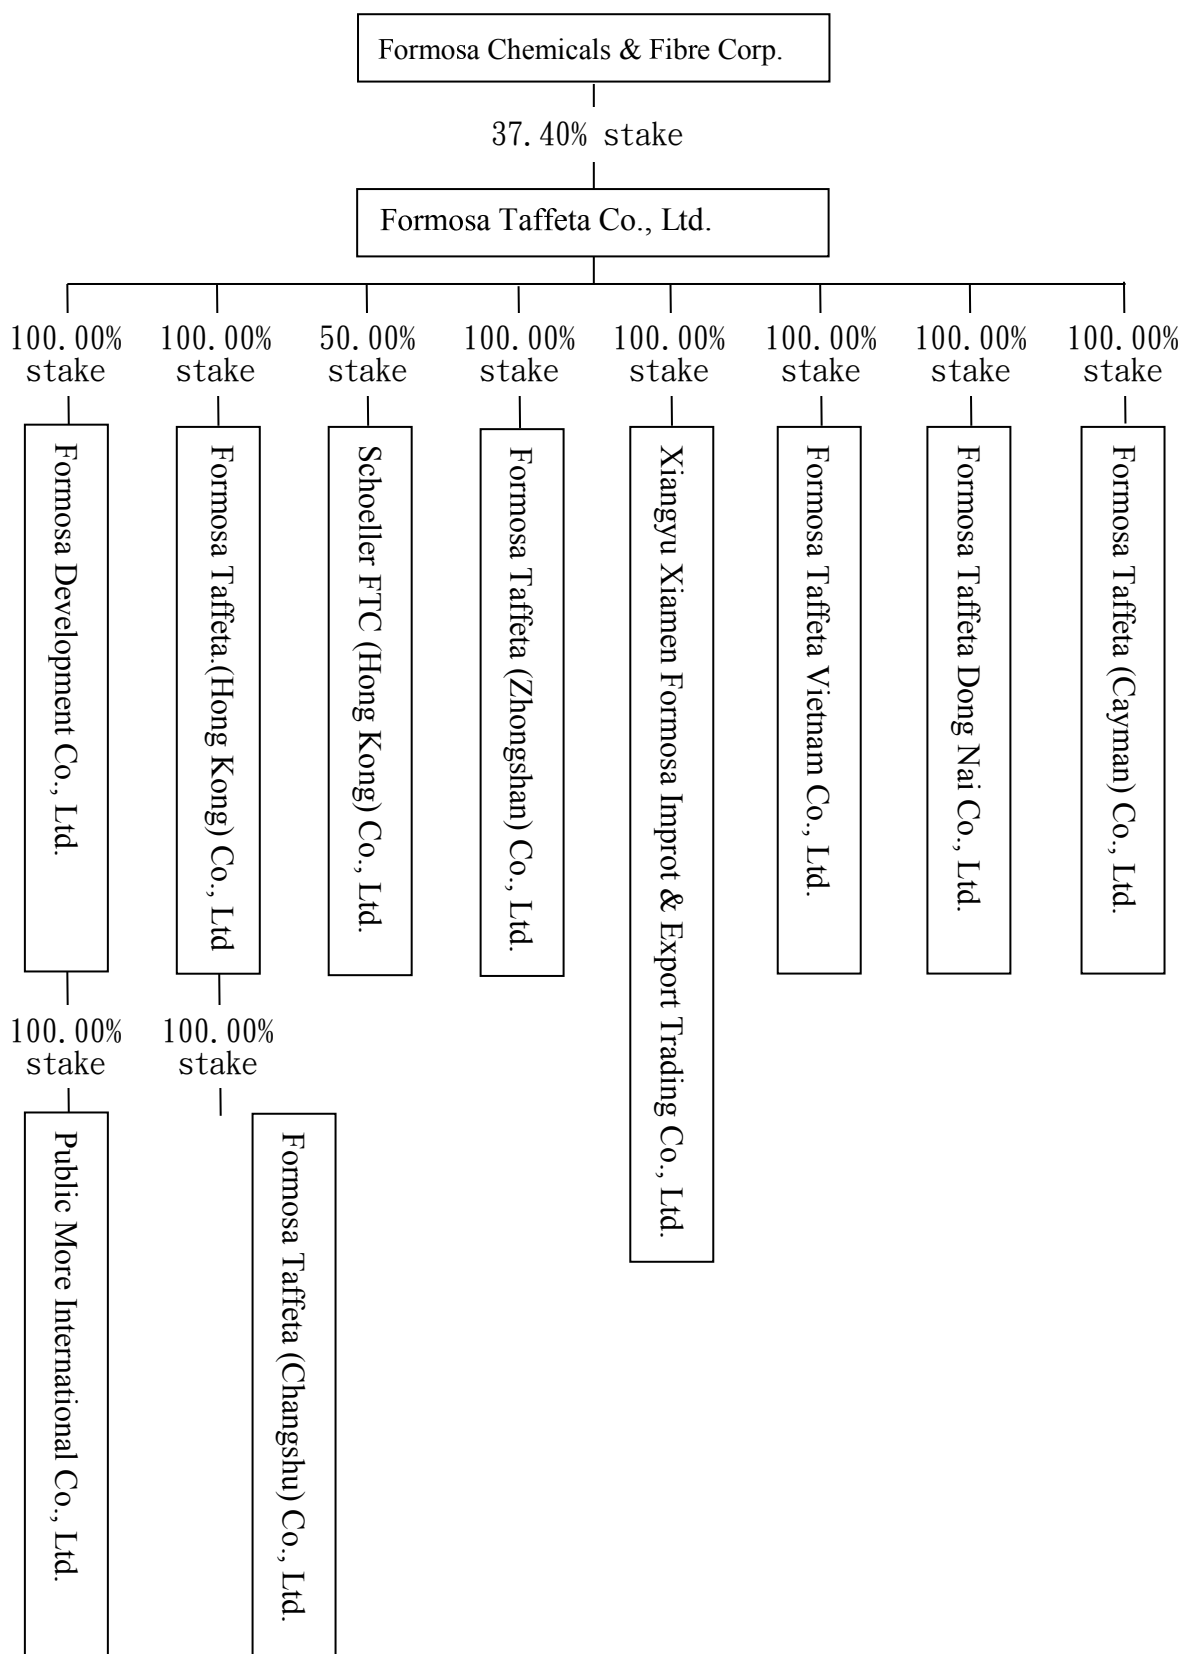 Formosa Chemicals & Fibre Corp.
37.40% stake
Formosa Taffeta Co., Ltd.
100.00%
stake
100.00%
stake
50.00%
stake
100.00%
stake
100.00%
stake
100.00%
stake
100.00%
stake
100.00%
stake
Formosa Development Co., Ltd.
Formosa Taffeta.(Hong Kong) Co., Ltd
Schoeller FTC (Hong Kong) Co., Ltd.
Formosa Taffeta (Zhongshan) Co., Ltd.
Xiangyu Xiamen Formosa Improt & Export Trading Co., Ltd.
Formosa Taffeta Vietnam Co., Ltd.
Formosa Taffeta Dong Nai Co., Ltd.
Formosa Taffeta (Cayman) Co., Ltd.
100.00%
stake
100.00%
stake
Public More International Co., Ltd.
Formosa Taffeta (Changshu) Co., Ltd.